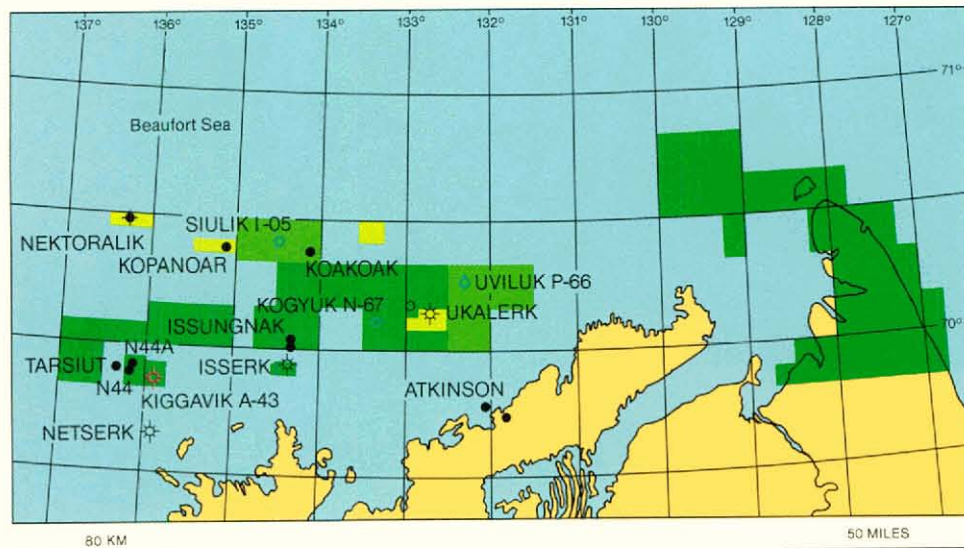 137° 136° 135° 134° 133° 132° 131° 130° 129° 128° 127°
71°
Beaufort Sea
SIULIK I-05
NEKTORALIK
KOPANOAR
KOAKOAK
UVILUK P-66
KOGYUK N-67
UKALERK
ISSUNGNAK
70°
N44A
TARSIUT
ISSERK
N44
ATKINSON
KIGGAVIK A-43
NETSERK
80 KM
50 MILES